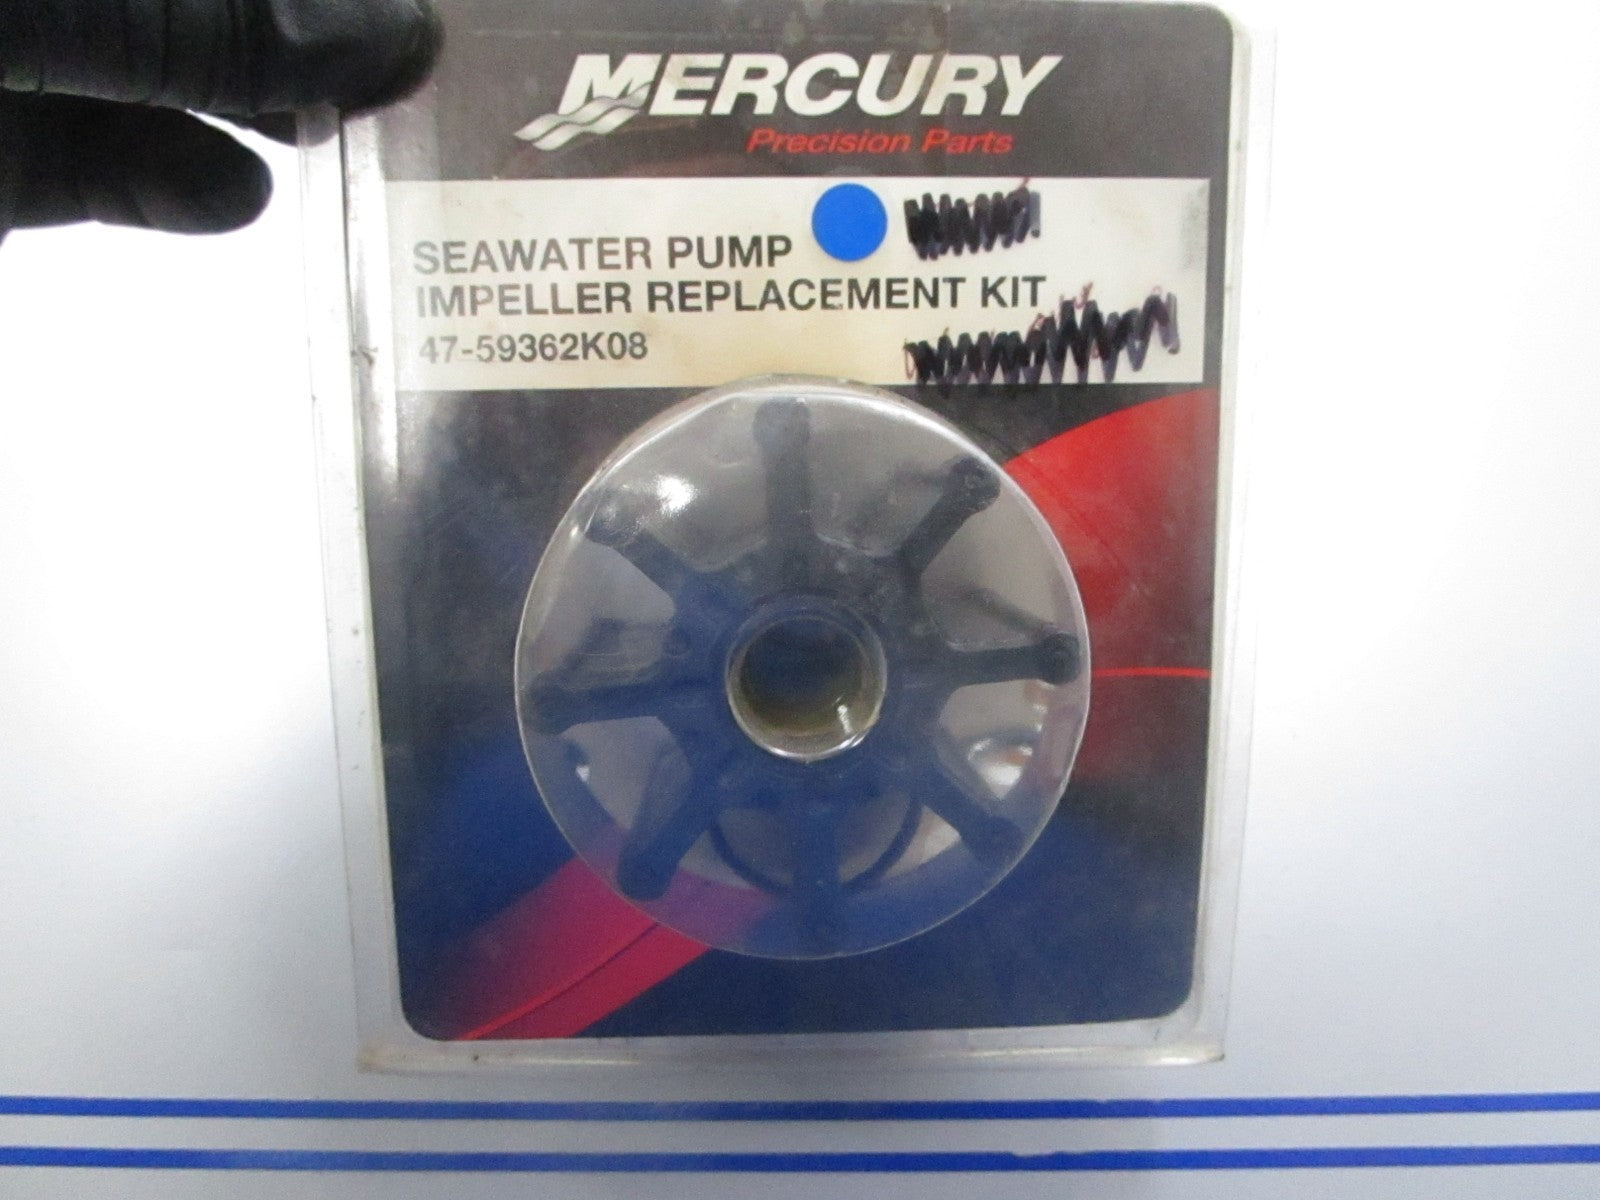 MERCURY
Precision Parts
SEAWATER PUMP
IMPELLER REPLACEMENT KIT
47-59362K08